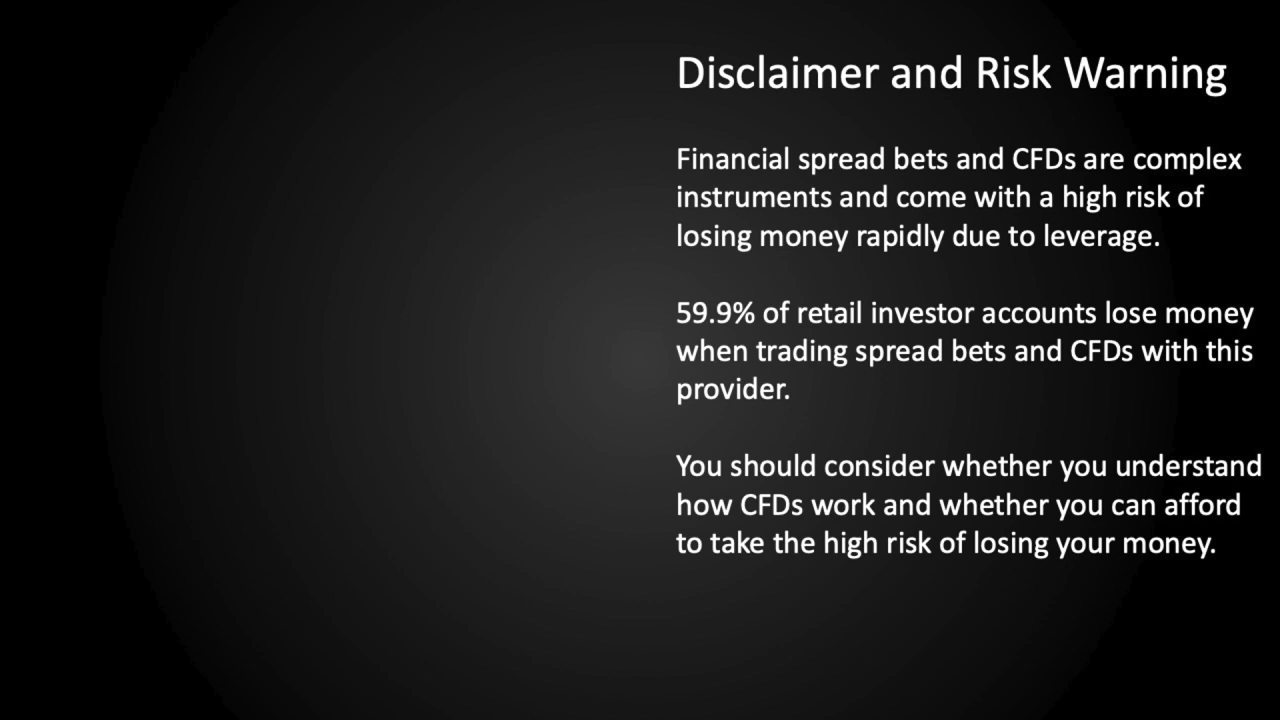 Disclaimer and Risk Warning
Financial spread bets and CFDs are complex
instruments and come with a high risk of
losing money rapidly due to leverage.
59.9% of retail investor accounts lose money
when trading spread bets and CFDs with this
provider.
You should consider whether you understand
how CFDs work and whether you can afford
to take the high risk of losing your money.